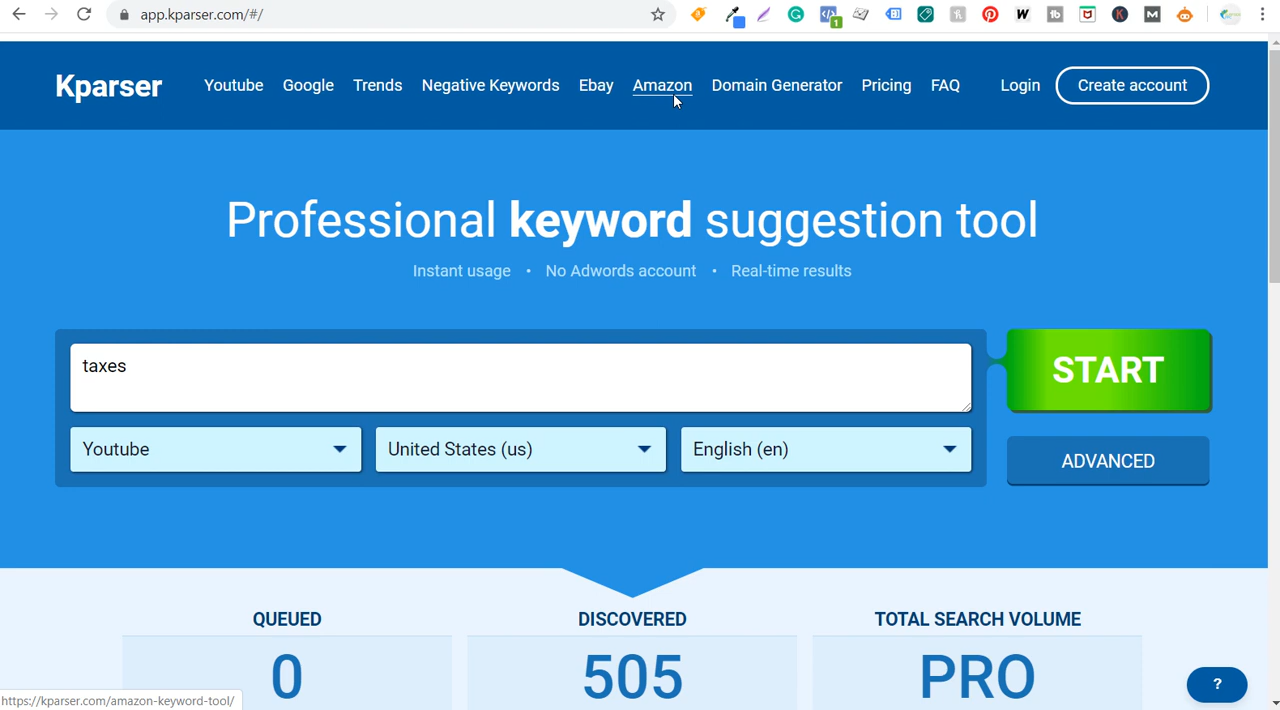 app.kparser.com/#/
1
Kparser Youtube Google Trends Negative Keywords Ebay Amazon Domain Generator Pricing FAQ Login Create account
Professional keyword suggestion tool
Instant usage • No Adwords account • Real-time results
taxes
START
Youtube United States (us) English (en)
ADVANCED
QUEUED DISCOVERED TOTAL SEARCH VOLUME
0 505 PRO
?
https://kparser.com/amazon-keyword-tool/